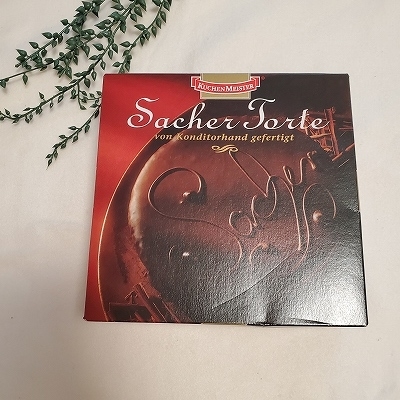 KUCHENMEISTER
Sacher Torte
von Konditorhand gefertigt
Sacher